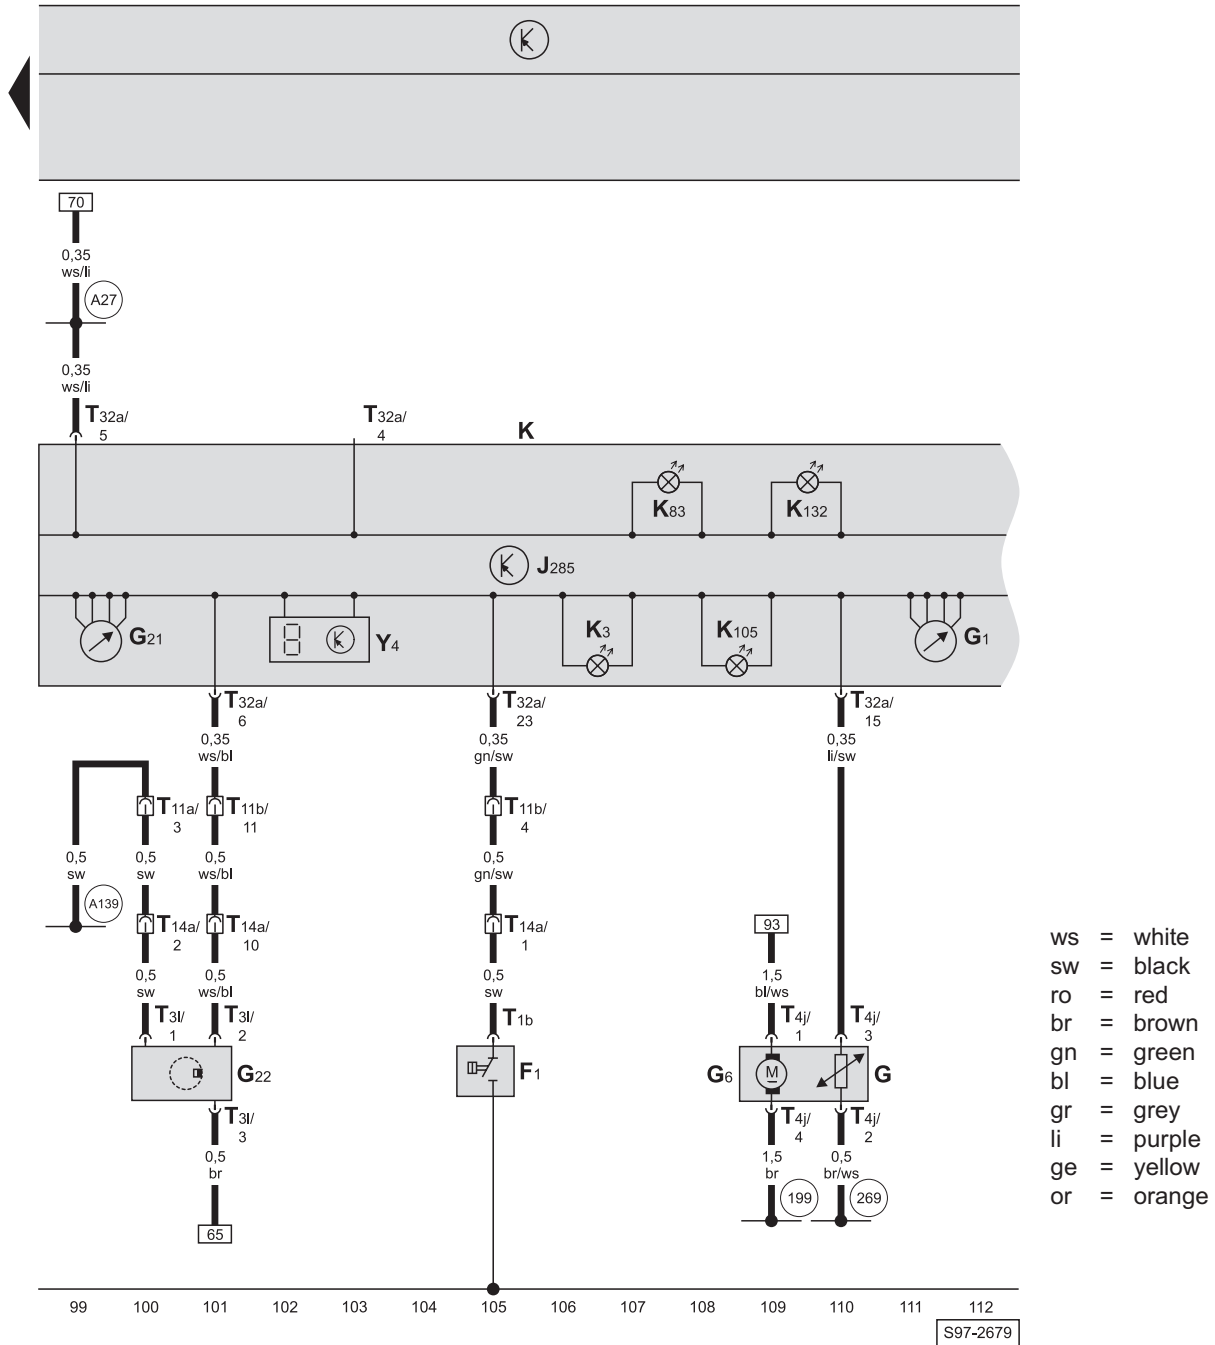 70
0,35
ws/li
A27
0,35
ws/li
T32a/
5
T32a/
4
K
K83
K132
J285
G21
Y4
K3
K105
G1
T32a/
6
T32a/
23
T32a/
15
0,35
ws/bl
0,35
gn/sw
0,35
li/sw
T11a/
3
T11b/
11
T11b/
4
0,5
sw
0,5
sw
0,5
ws/bl
0,5
gn/sw
A139
T14a/
2
T14a/
10
T14a/
1
93
0,5
sw
0,5
ws/bl
0,5
sw
1,5
bl/ws
T3l/
1
T3l/
2
T1b
T4j/
1
T4j/
3
G22
F1
G6
M
G
T3l/
3
T4j/
4
T4j/
2
0,5
br
1,5
br
0,5
br/ws
199
269
65
ws = white
sw = black
ro = red
br = brown
gn = green
bl = blue
gr = grey
li = purple
ge = yellow
or = orange
99 100 101 102 103 104 105 106 107 108 109 110 111 112
S97-2679